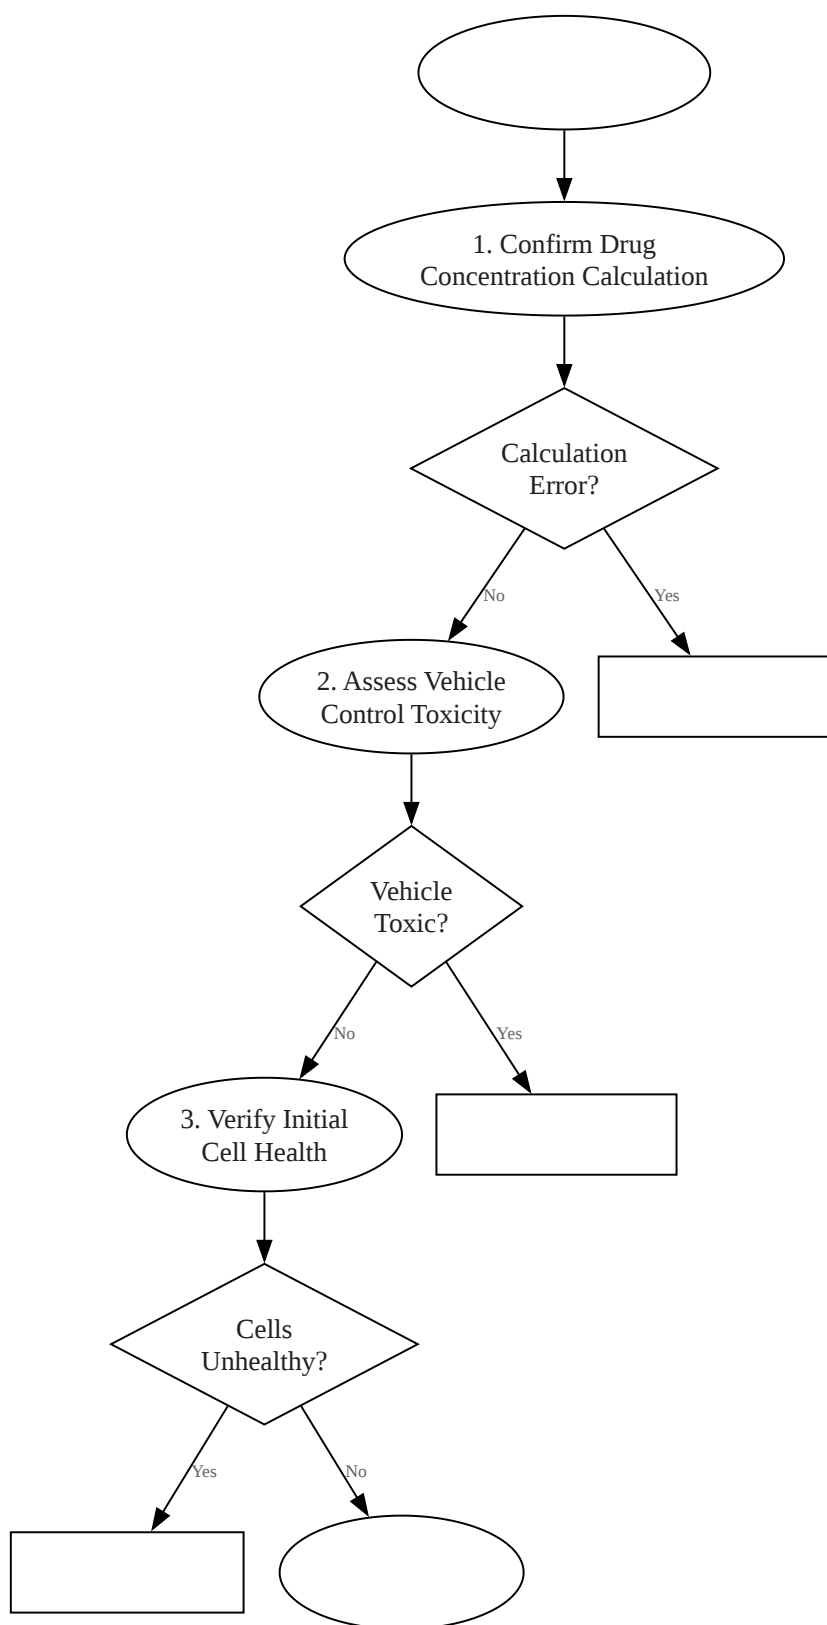 1. Confirm Drug
Concentration Calculation
Calculation
Error?
No
Yes
2. Assess Vehicle
Control Toxicity
Vehicle
Toxic?
No
Yes
3. Verify Initial
Cell Health
Cells
Unhealthy?
Yes
No